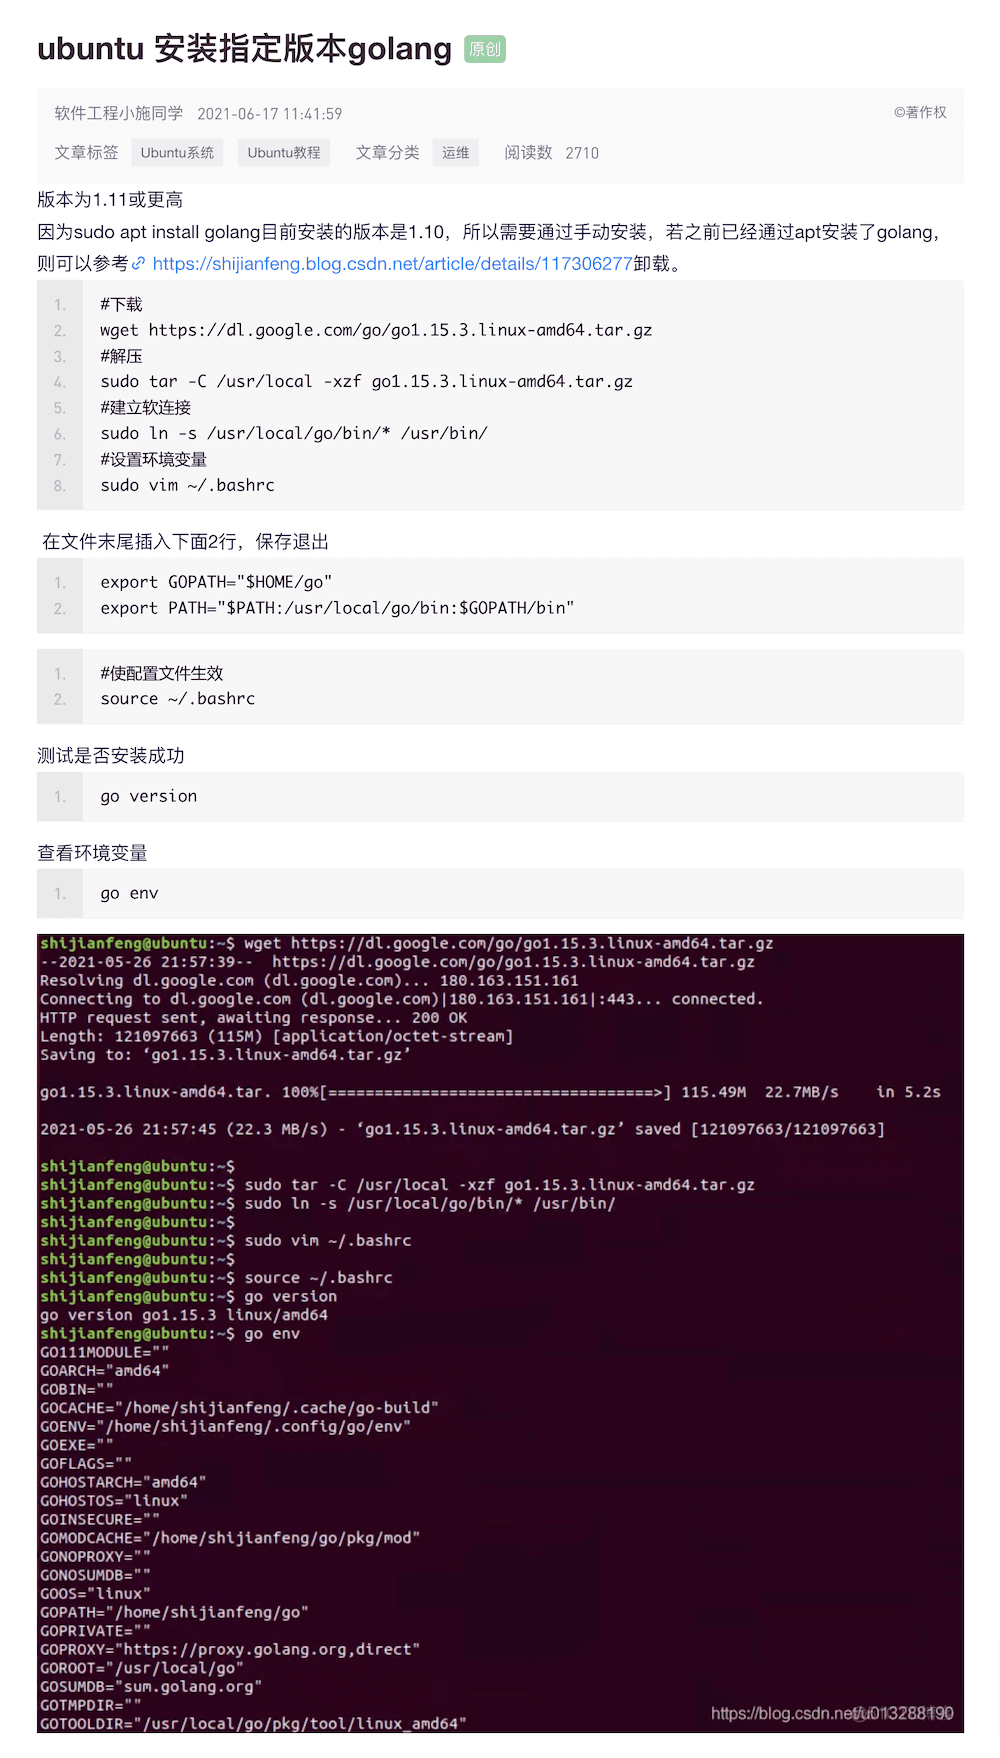 ubuntu 安装指定版本golang 原创
软件工程小施同学 2021-06-17 11:41:59 ©著作权
文章标签 Ubuntu系统 Ubuntu教程 文章分类 运维 阅读数 2710
版本为1.11或更高
因为sudo apt install golang目前安装的版本是1.10，所以需要通过手动安装，若之前已经通过apt安装了golang，
则可以参考 https://shijianfeng.blog.csdn.net/article/details/117306277卸载。
1. #下载
2. wget https://dl.google.com/go/go1.15.3.linux-amd64.tar.gz
3. #解压
4. sudo tar -C /usr/local -xzf go1.15.3.linux-amd64.tar.gz
5. #建立软连接
6. sudo ln -s /usr/local/go/bin/* /usr/bin/
7. #设置环境变量
8. sudo vim ~/.bashrc
在文件末尾插入下面2行，保存退出
1. export GOPATH="$HOME/go"
2. export PATH="$PATH:/usr/local/go/bin:$GOPATH/bin"
1. #使配置文件生效
2. source ~/.bashrc
测试是否安装成功
1. go version
查看环境变量
1. go env
shijianfeng@ubuntu:~$ wget https://dl.google.com/go/go1.15.3.linux-amd64.tar.gz
--2021-05-26 21:57:39-- https://dl.google.com/go/go1.15.3.linux-amd64.tar.gz
Resolving dl.google.com (dl.google.com)... 180.163.151.161
Connecting to dl.google.com (dl.google.com)|180.163.151.161|:443... connected.
HTTP request sent, awaiting response... 200 OK
Length: 121097663 (115M) [application/octet-stream]
Saving to: ‘go1.15.3.linux-amd64.tar.gz’
go1.15.3.linux-amd64.tar. 100%[===================================>] 115.49M 22.7MB/s in 5.2s
2021-05-26 21:57:45 (22.3 MB/s) - ‘go1.15.3.linux-amd64.tar.gz’ saved [121097663/121097663]
shijianfeng@ubuntu:~$
shijianfeng@ubuntu:~$ sudo tar -C /usr/local -xzf go1.15.3.linux-amd64.tar.gz
shijianfeng@ubuntu:~$ sudo ln -s /usr/local/go/bin/* /usr/bin/
shijianfeng@ubuntu:~$
shijianfeng@ubuntu:~$ sudo vim ~/.bashrc
shijianfeng@ubuntu:~$
shijianfeng@ubuntu:~$ source ~/.bashrc
shijianfeng@ubuntu:~$ go version
go version go1.15.3 linux/amd64
shijianfeng@ubuntu:~$ go env
GO111MODULE=""
GOARCH="amd64"
GOBIN=""
GOCACHE="/home/shijianfeng/.cache/go-build"
GOENV="/home/shijianfeng/.config/go/env"
GOEXE=""
GOFLAGS=""
GOHOSTARCH="amd64"
GOHOSTOS="linux"
GOINSECURE=""
GOMODCACHE="/home/shijianfeng/go/pkg/mod"
GONOPROXY=""
GONOSUMDB=""
GOOS="linux"
GOPATH="/home/shijianfeng/go"
GOPRIVATE=""
GOPROXY="https://proxy.golang.org,direct"
GOROOT="/usr/local/go"
GOSUMDB="sum.golang.org"
GOTMPDIR=""
GOTOOLDIR="/usr/local/go/pkg/tool/linux_amd64"
https://blog.csdn.net/u013288190